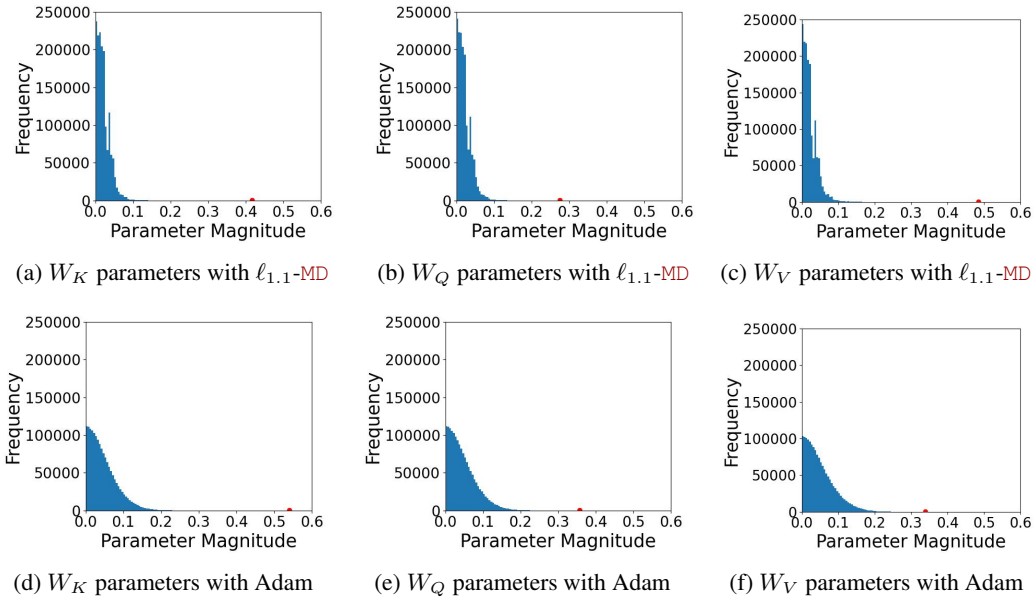 250000
200000
150000
100000
50000
0
Frequency
0.0 0.1 0.2 0.3 0.4 0.5 0.6
Parameter Magnitude
(a) W_K parameters with ℓ_{1.1}-MD
250000
200000
150000
100000
50000
0
Frequency
0.0 0.1 0.2 0.3 0.4 0.5 0.6
Parameter Magnitude
(b) W_Q parameters with ℓ_{1.1}-MD
250000
200000
150000
100000
50000
0
Frequency
0.0 0.1 0.2 0.3 0.4 0.5 0.6
Parameter Magnitude
(c) W_V parameters with ℓ_{1.1}-MD
250000
200000
150000
100000
50000
0
Frequency
0.0 0.1 0.2 0.3 0.4 0.5 0.6
Parameter Magnitude
(d) W_K parameters with Adam
250000
200000
150000
100000
50000
0
Frequency
0.0 0.1 0.2 0.3 0.4 0.5 0.6
Parameter Magnitude
(e) W_Q parameters with Adam
250000
200000
150000
100000
50000
0
Frequency
0.0 0.1 0.2 0.3 0.4 0.5 0.6
Parameter Magnitude
(f) W_V parameters with Adam